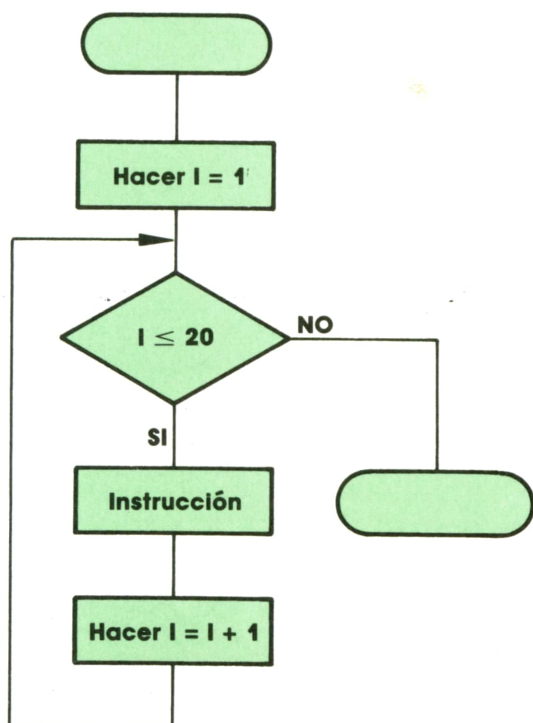 Hacer I = 1
I ≤ 20
NO
SI
Instrucción
Hacer I = I + 1